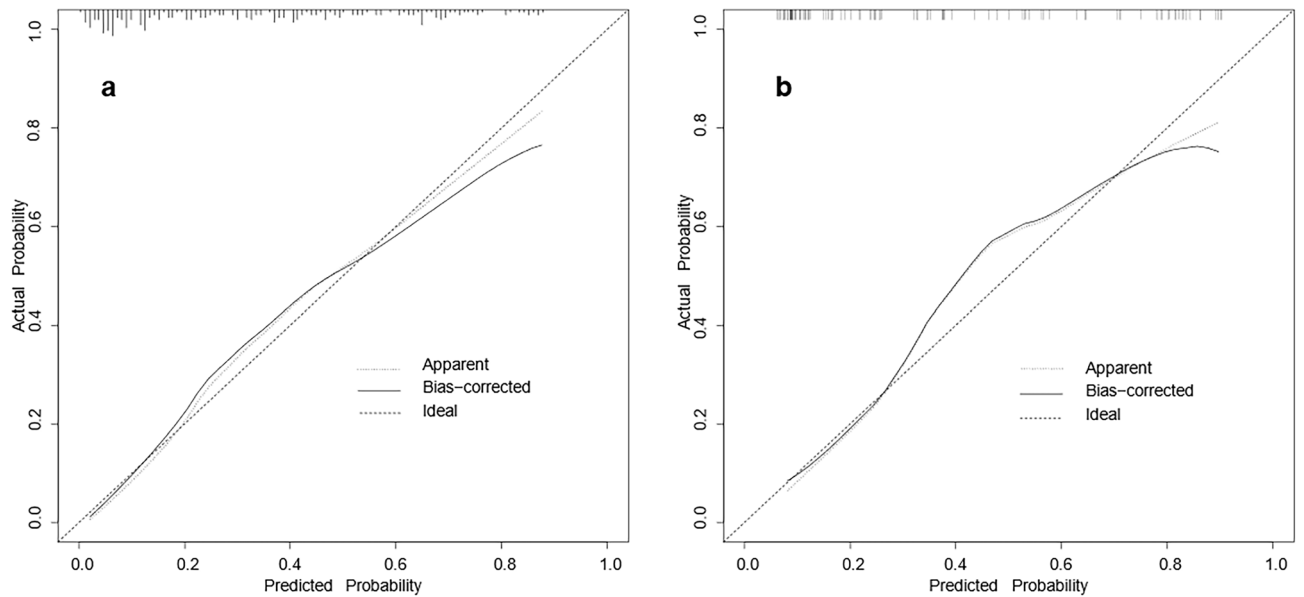 a
1.0
0.8
0.6
0.4
0.2
0.0
Actual Probability
Apparent
Bias-corrected
Ideal
0.0 0.2 0.4 0.6 0.8 1.0
Predicted Probability
b
1.0
0.8
0.6
0.4
0.2
0.0
Actual Probability
Apparent
Bias-corrected
Ideal
0.0 0.2 0.4 0.6 0.8 1.0
Predicted Probability